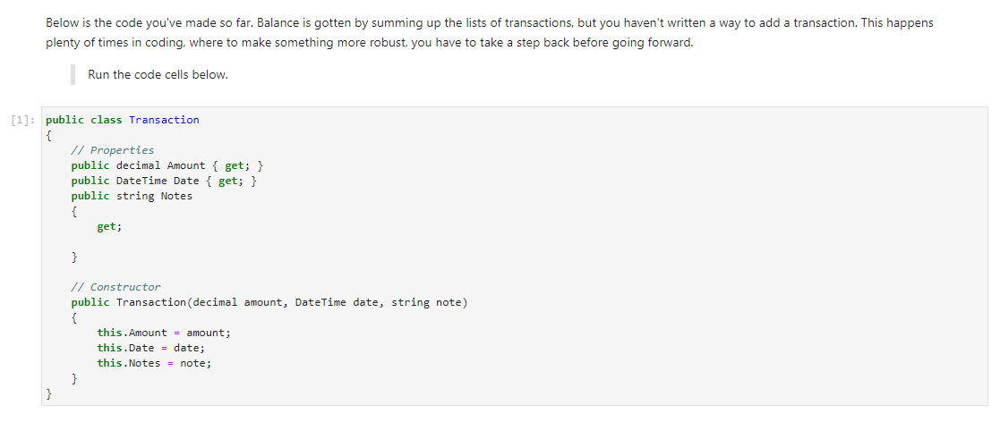 Below is the code you've made so far. Balance is gotten by summing up the lists of transactions, but you haven't written a way to add a transaction. This happens
plenty of times in coding, where to make something more robust, you have to take a step back before going forward.
Run the code cells below.
[1]: public class Transaction
{
// Properties
public decimal Amount { get; }
public DateTime Date { get; }
public string Notes
{
get;
}
// Constructor
public Transaction(decimal amount, DateTime date, string note)
{
this.Amount = amount;
this.Date = date;
this.Notes = note;
}
}